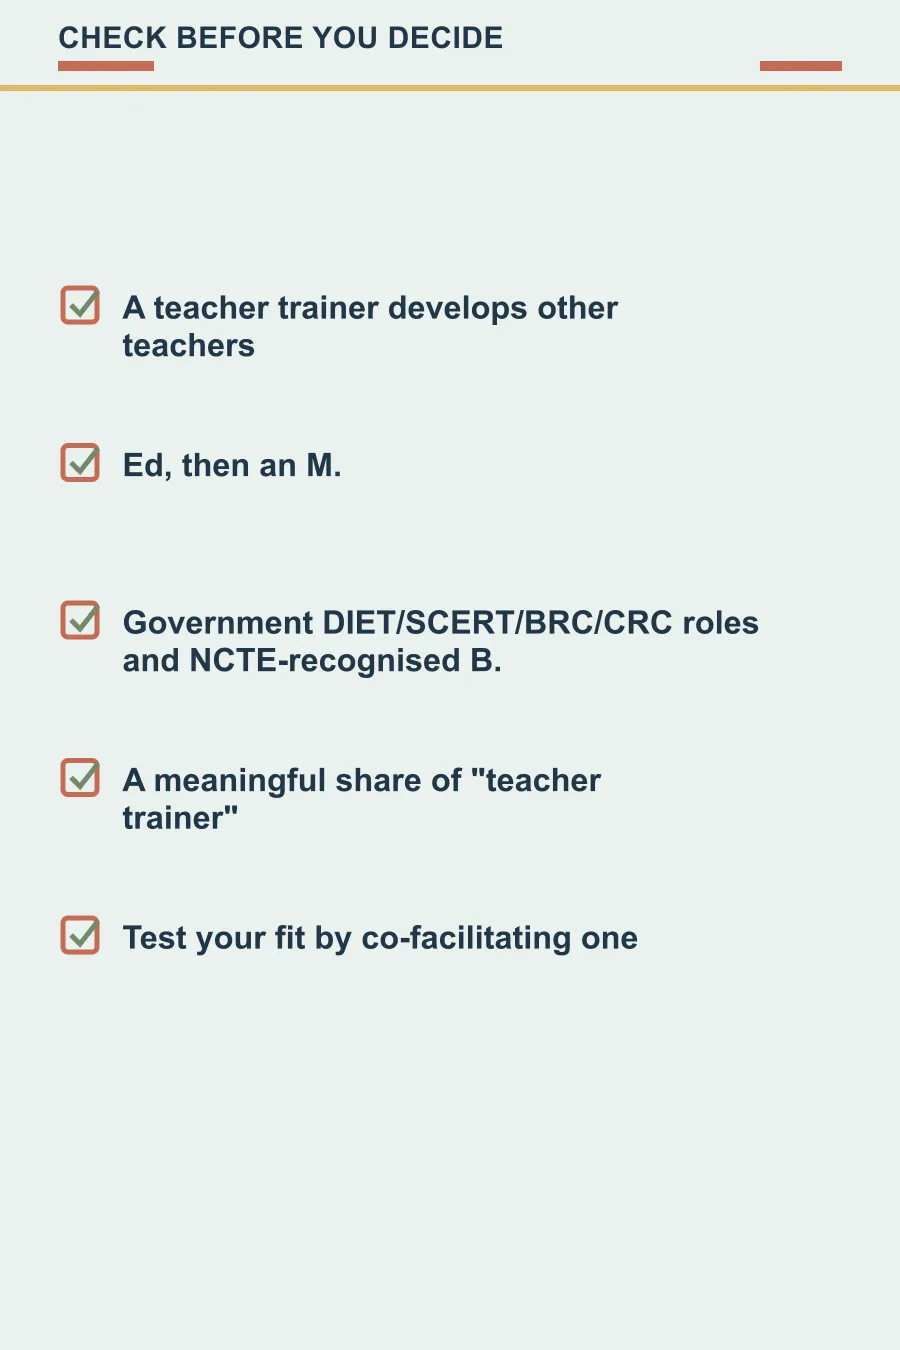 CHECK BEFORE YOU DECIDE
A teacher trainer develops other
teachers
Ed, then an M.
Government DIET/SCERT/BRC/CRC roles
and NCTE-recognised B.
A meaningful share of "teacher
trainer"
Test your fit by co-facilitating one